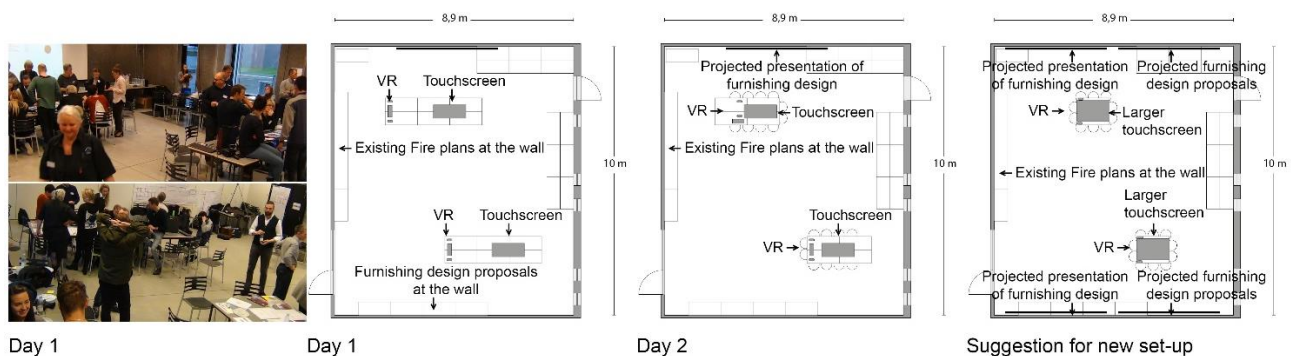 8,9 m
VR
Touchscreen
Existing Fire plans at the wall
10 m
VR
Touchscreen
Furnishing design proposals
at the wall
8,9 m
Projected presentation of
furnishing design
VR
Touchscreen
Existing Fire plans at the wall
10 m
Touchscreen
VR
8,9 m
Projected presentation
of furnishing design
Projected furnishing
design proposals
VR
Larger
touchscreen
Existing Fire plans at the wall
10 m
Larger
touchscreen
VR
Projected presentation
of furnishing design
Projected furnishing
design proposals
Day 1
Day 1
Day 2
Suggestion for new set-up